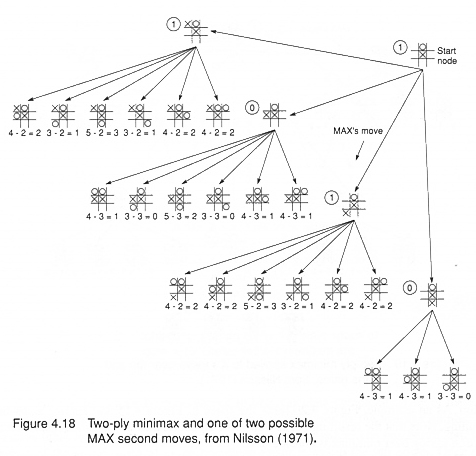 1
1 Start
node
4 - 2 = 2 3 - 2 = 1 5 - 2 = 3 3 - 2 = 1 4 - 2 = 2 4 - 2 = 2
0
MAX's move
4 - 3 = 1 3 - 3 = 0 5 - 3 = 2 3 - 3 = 0 4 - 3 = 1 4 - 3 = 1
1
0
4 - 2 = 2 4 - 2 = 2 5 - 2 = 3 3 - 2 = 1 4 - 2 = 2 4 - 2 = 2
4 - 3 = 1 4 - 3 = 1 3 - 3 = 0
Figure 4.18 Two-ply minimax and one of two possible
MAX second moves, from Nilsson (1971).